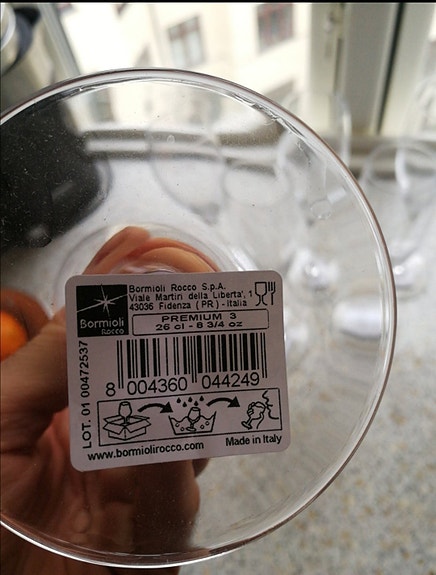 Bormioli Rocco S.p.A.
Viale Martiri della Liberta', 1
43036 Fidenza (PR) - Italia
Bormioli
ROCCO
PREMIUM 3
26 cl - 8 3/4 oz
8 004360 044249
LOT. 01 00472537
www.bormiolirocco.com Made in Italy